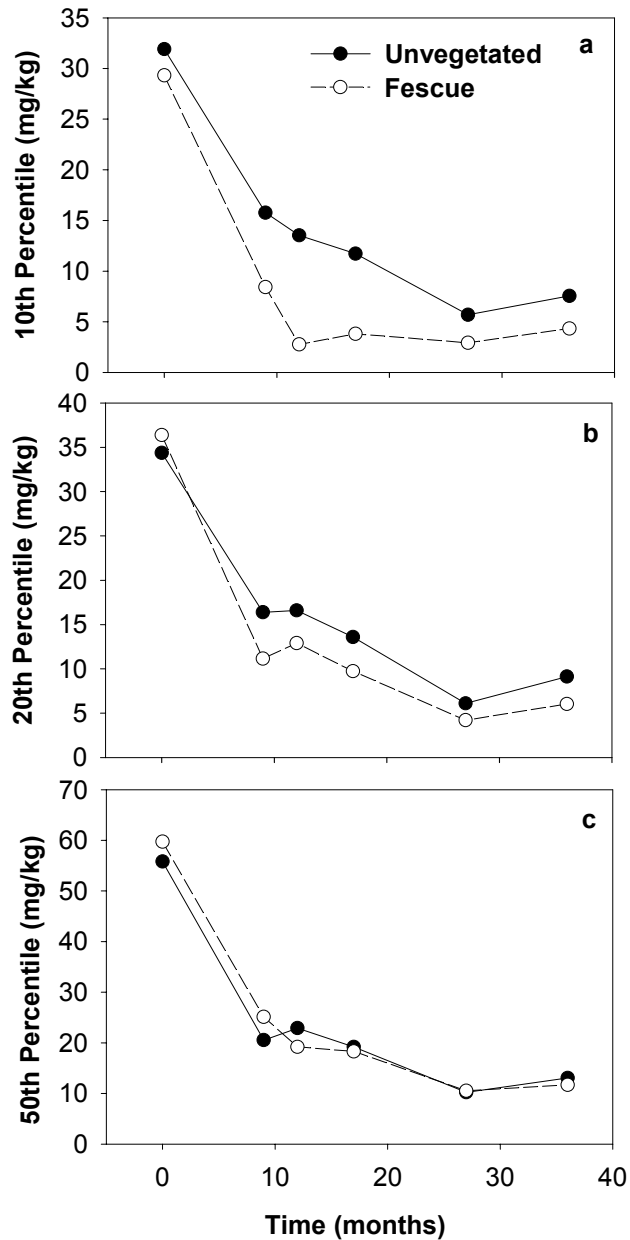 a
Unvegetated
Fescue
10th Percentile (mg/kg)
35
30
25
20
15
10
5
0
b
20th Percentile (mg/kg)
40
35
30
25
20
15
10
5
0
c
50th Percentile (mg/kg)
70
60
50
40
30
20
10
0
0 10 20 30 40
Time (months)